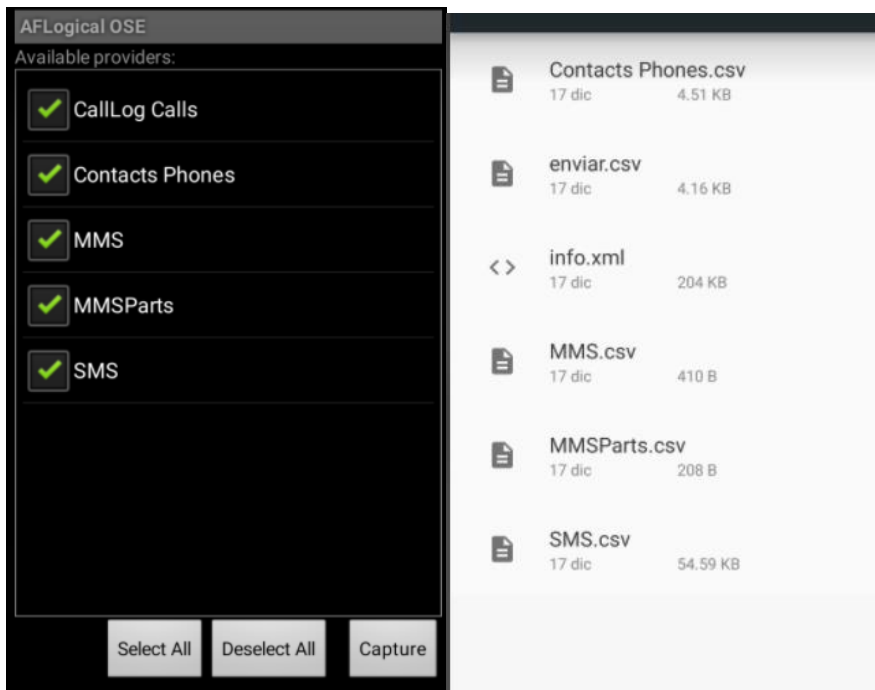 AFLogical OSE
Available providers:
CallLog Calls
Contacts Phones
MMS
MMSParts
SMS
Select All Deselect All Capture
Contacts Phones.csv
17 dic 4.51 KB
enviar.csv
17 dic 4.16 KB
info.xml
17 dic 204 KB
MMS.csv
17 dic 410 B
MMSParts.csv
17 dic 208 B
SMS.csv
17 dic 54.59 KB